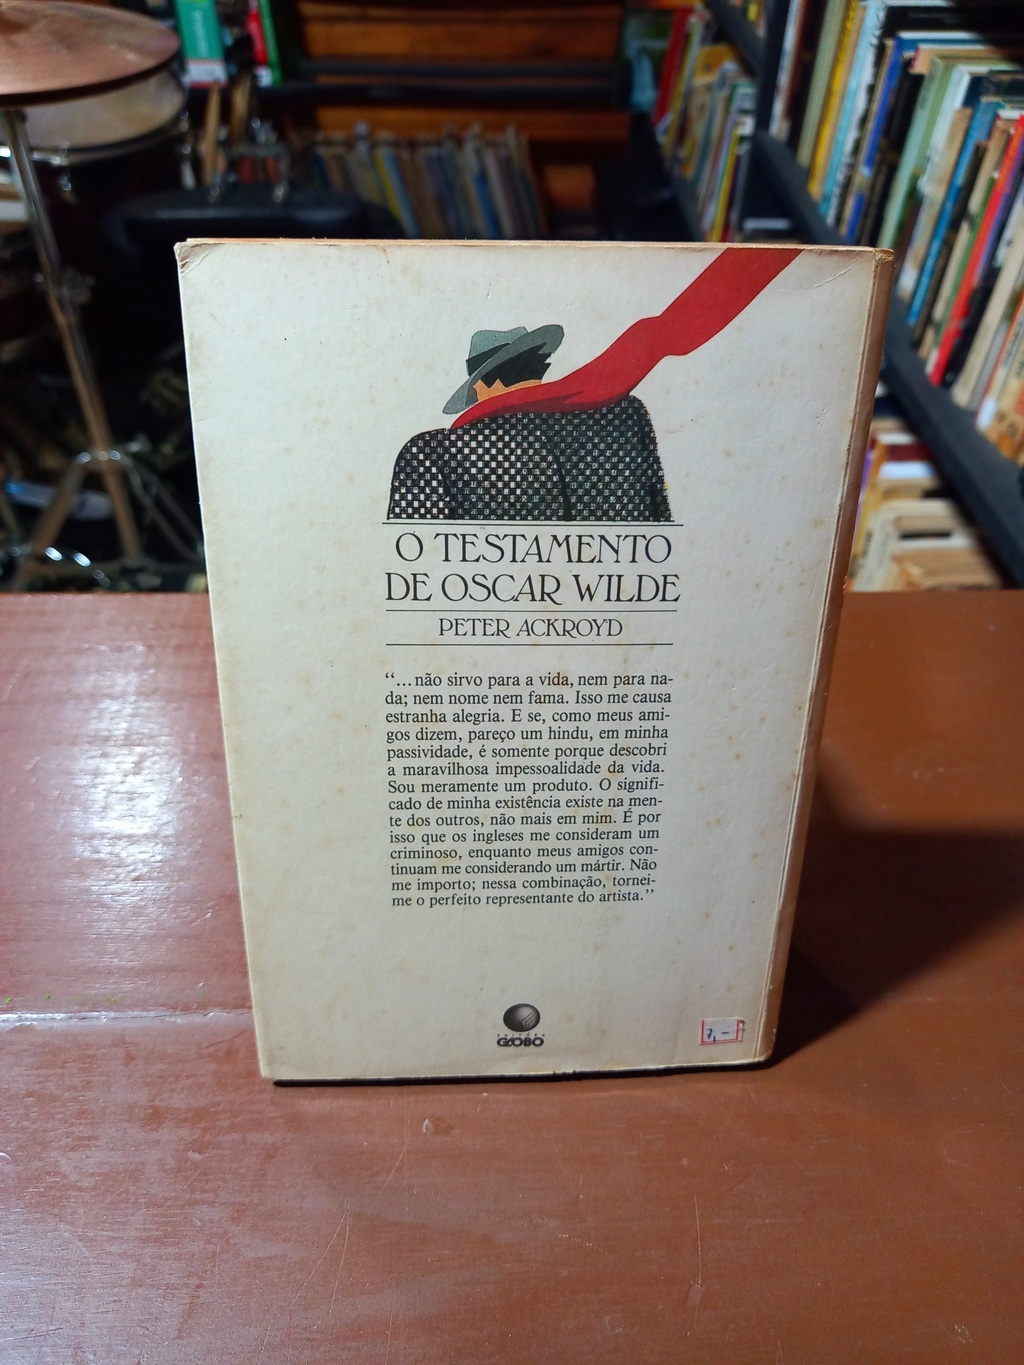 O TESTAMENTO
DE OSCAR WILDE
PETER ACKROYD
“...não sirvo para a vida, nem para na-
da; nem nome nem fama. Isso me causa
estranha alegria. E se, como meus ami-
gos dizem, pareço um hindu, em minha
passividade, é somente porque descobri
a maravilhosa impessoalidade da vida.
Sou meramente um produto. O signifi-
cado de minha existência existe na men-
te dos outros, não mais em mim. É por
isso que os ingleses me consideram um
criminoso, enquanto meus amigos con-
tinuam me considerando um mártir. Não
me importo; nessa combinação, tornei-
me o perfeito representante do artista.”
EDITORA
GLOBO
7,-